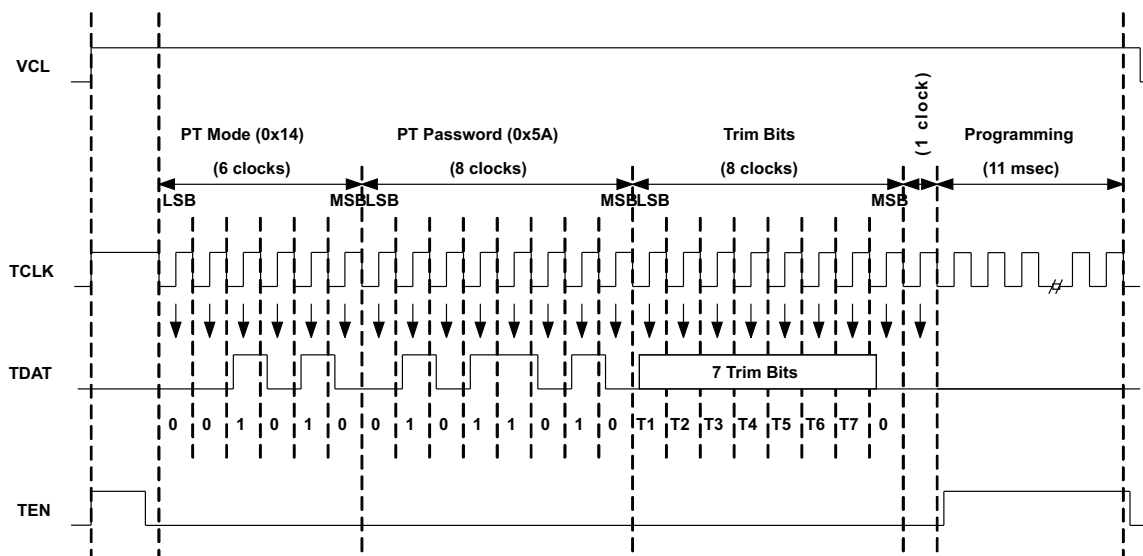 VCL
(1 clock)
PT Mode (0x14)
(6 clocks)
PT Password (0x5A)
(8 clocks)
Trim Bits
(8 clocks)
Programming
(11 msec)
LSB MSB LSB MSB LSB MSB
TCLK
TDAT
7 Trim Bits
0 0 1 0 1 0 0 1 0 1 1 0 1 0 T1 T2 T3 T4 T5 T6 T7 0
TEN